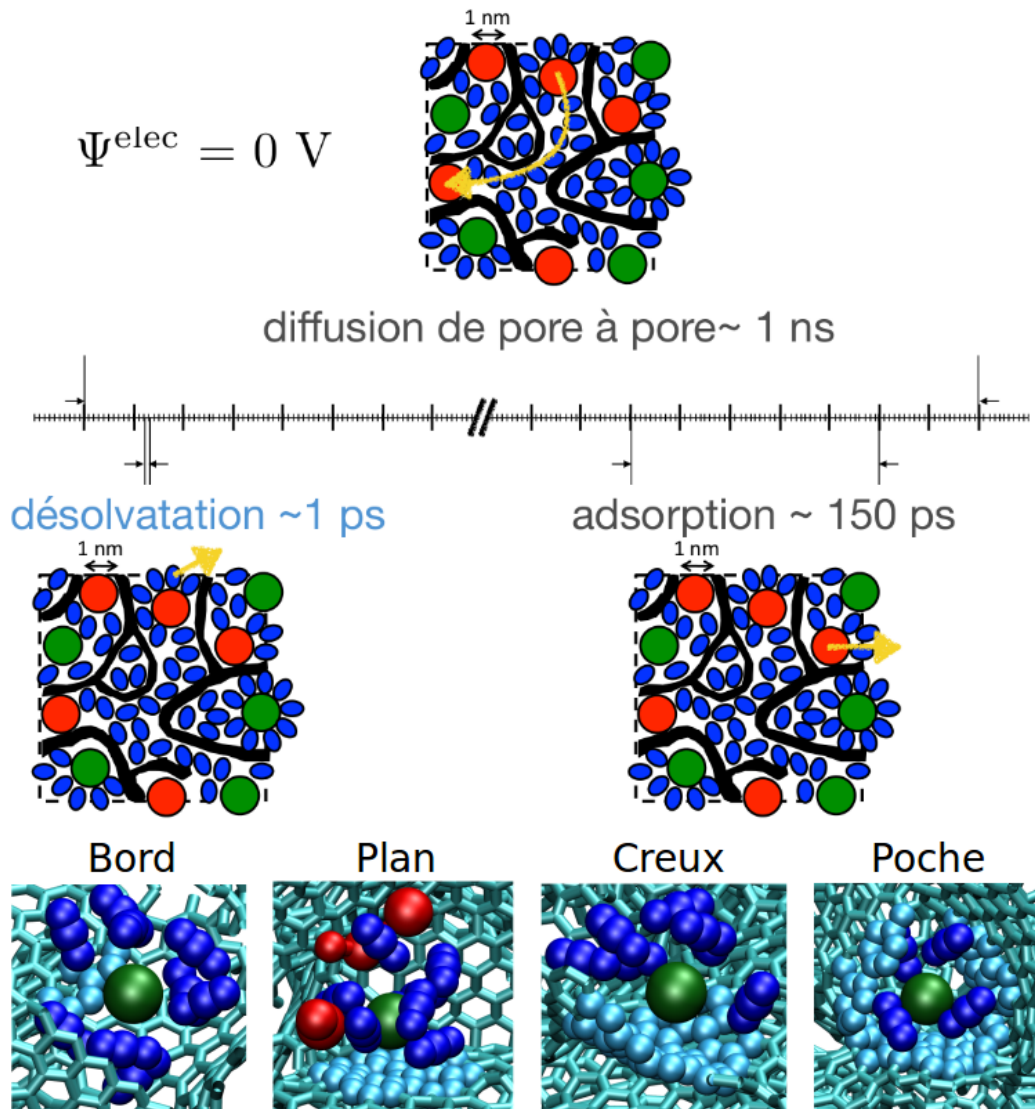 1 nm
Ψ^elec = 0 V
diffusion de pore à pore~ 1 ns
désolvatation ~1 ps
adsorption ~ 150 ps
1 nm
1 nm
Bord
Plan
Creux
Poche